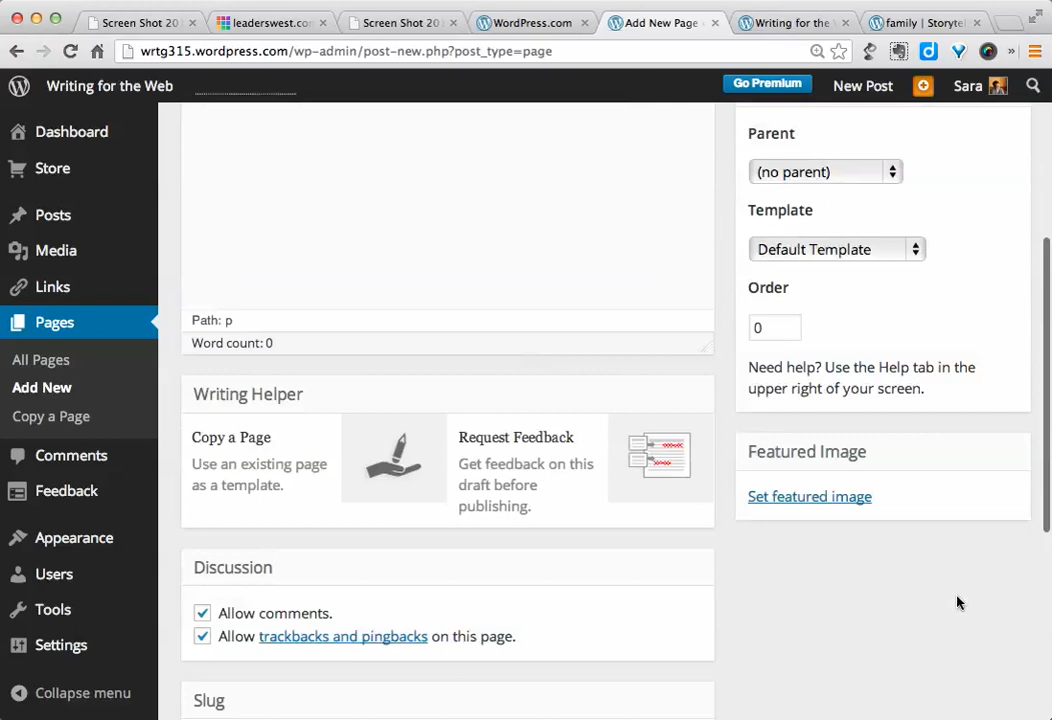 Screen Shot 20
leaderswest.com
Screen Shot 20
WordPress.com
Add New Page
Writing for the
family | Storyte
wrtg315.wordpress.com/wp-admin/post-new.php?post_type=page
Writing for the Web
Go Premium
New Post
Sara
Dashboard
Store
Posts
Media
Links
Pages
All Pages
Add New
Copy a Page
Comments
Feedback
Appearance
Users
Tools
Settings
Collapse menu
Path: p
Word count: 0
Writing Helper
Copy a Page
Use an existing page
as a template.
Request Feedback
Get feedback on this
draft before
publishing.
Discussion
Allow comments.
Allow trackbacks and pingbacks on this page.
Slug
Parent
(no parent)
Template
Default Template
Order
0
Need help? Use the Help tab in the
upper right of your screen.
Featured Image
Set featured image